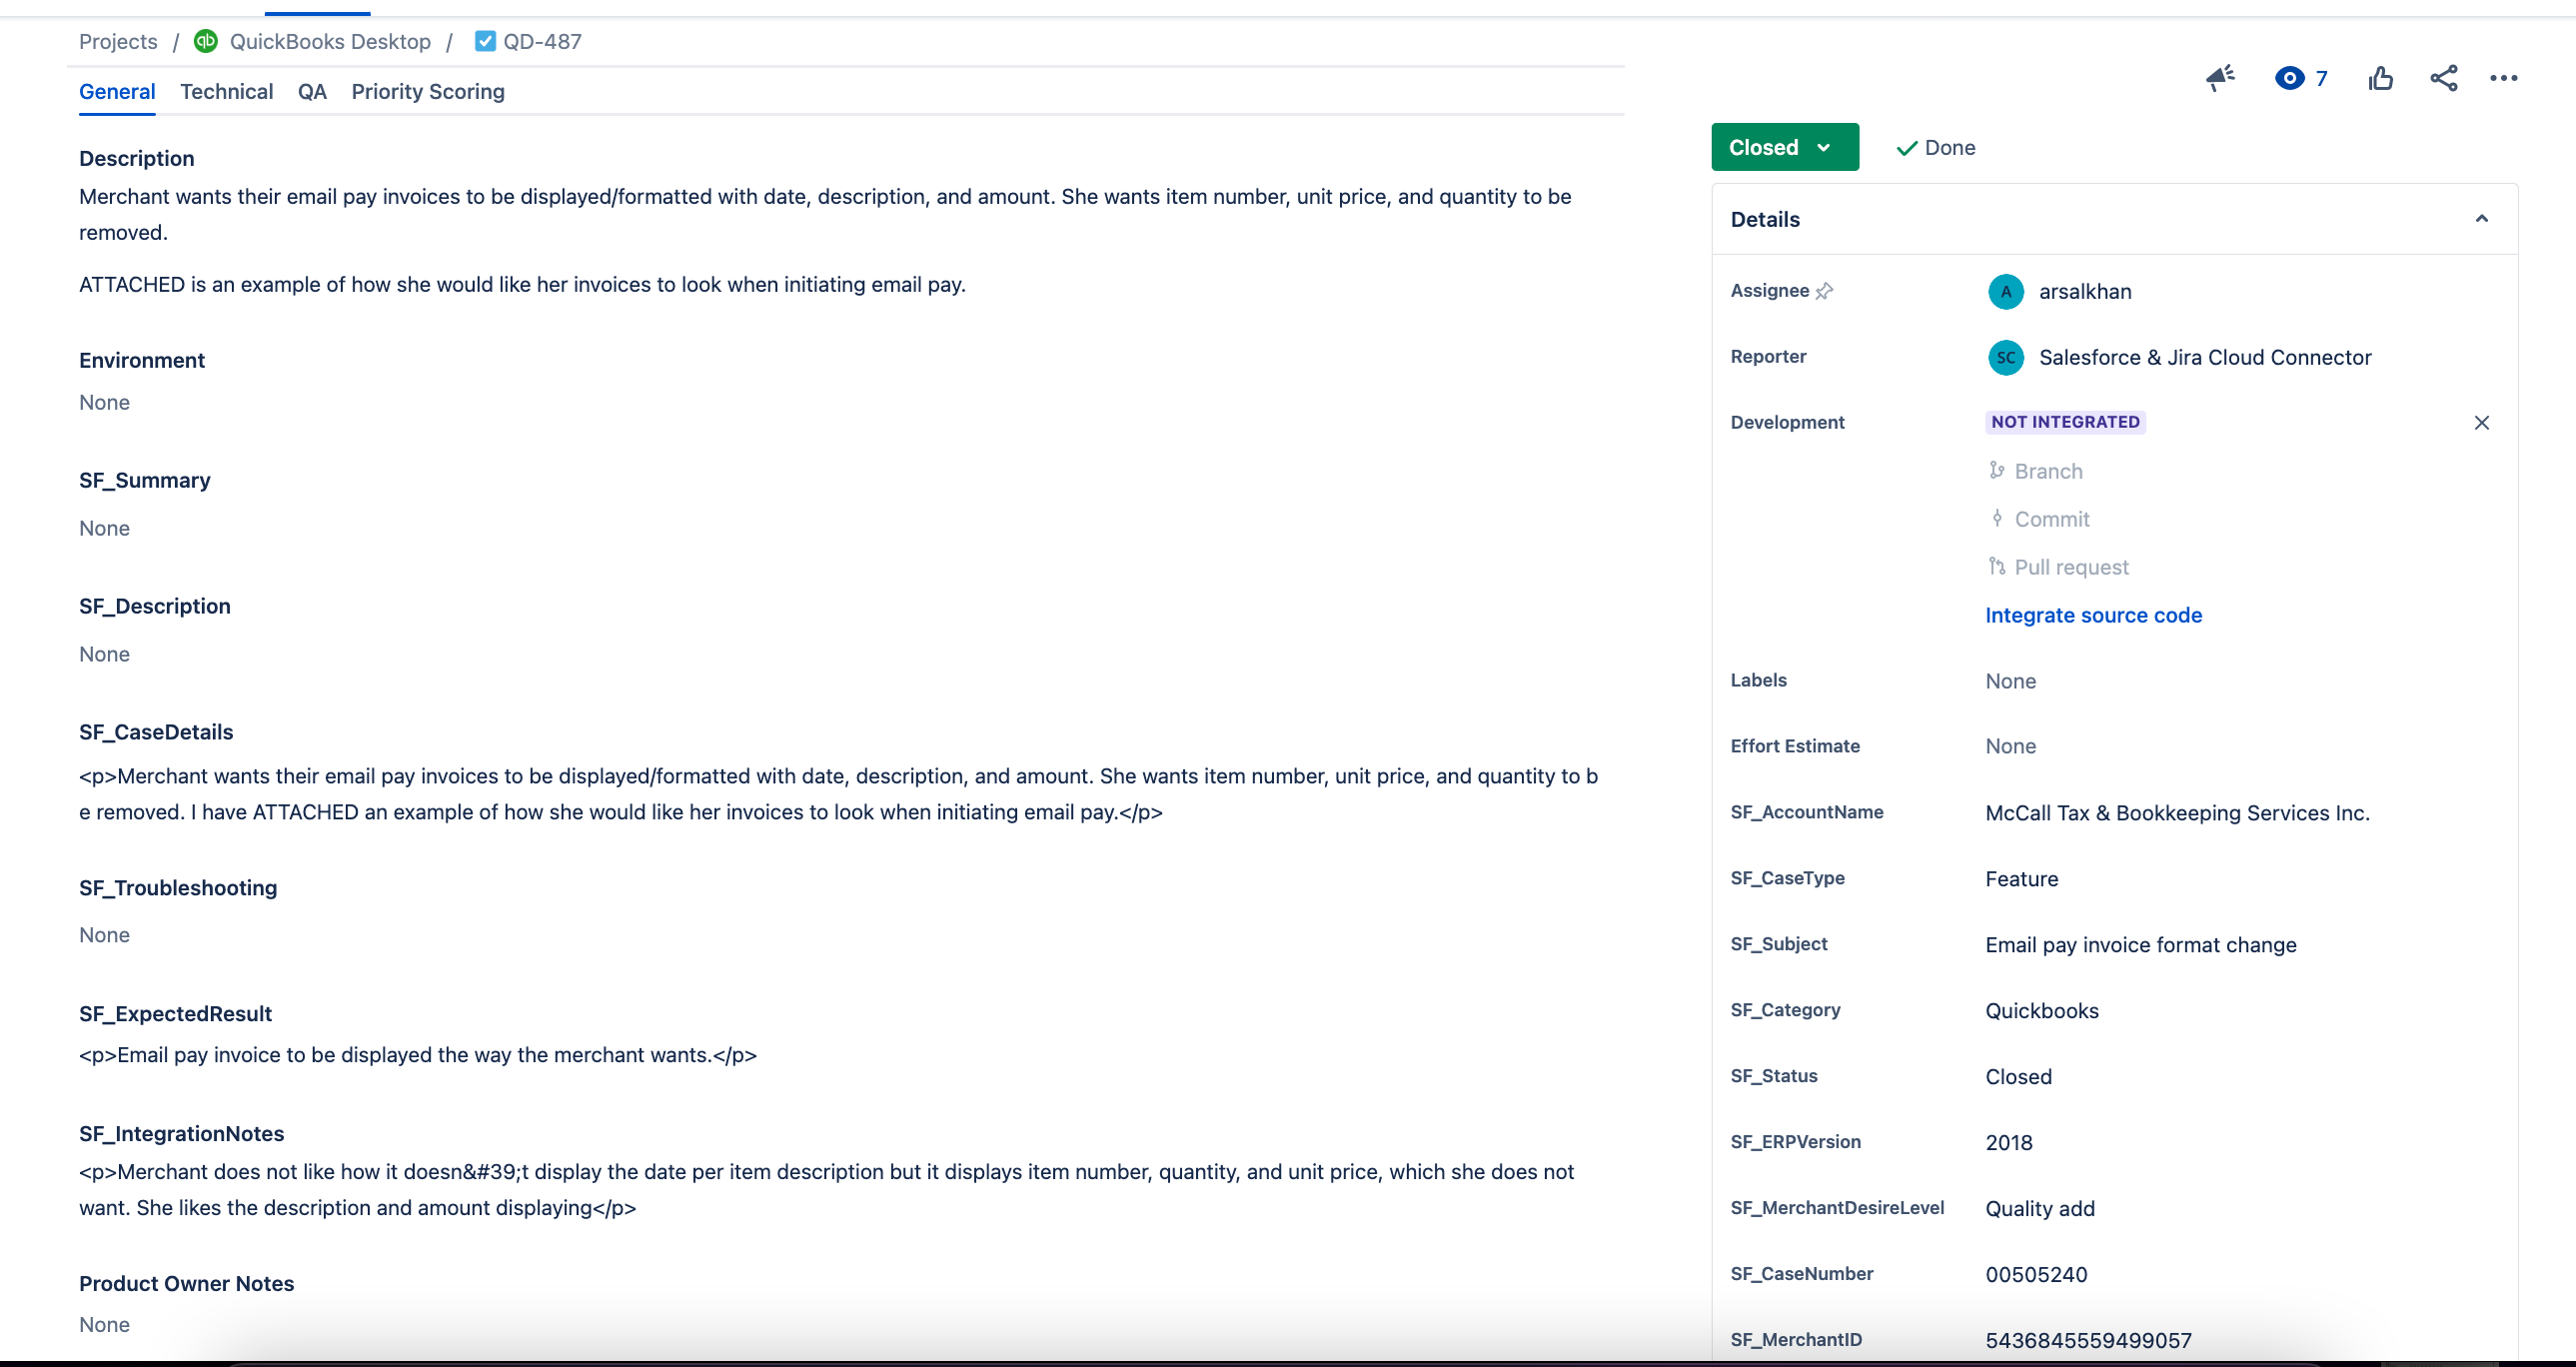 Projects / qb QuickBooks Desktop / QD-487
General Technical QA Priority Scoring
7
Description
Merchant wants their email pay invoices to be displayed/formatted with date, description, and amount. She wants item number, unit price, and quantity to be
removed.
ATTACHED is an example of how she would like her invoices to look when initiating email pay.
Environment
None
SF_Summary
None
SF_Description
None
SF_CaseDetails
<p>Merchant wants their email pay invoices to be displayed/formatted with date, description, and amount. She wants item number, unit price, and quantity to b
e removed. I have ATTACHED an example of how she would like her invoices to look when initiating email pay.</p>
SF_Troubleshooting
None
SF_ExpectedResult
<p>Email pay invoice to be displayed the way the merchant wants.</p>
SF_IntegrationNotes
<p>Merchant does not like how it doesn&#39;t display the date per item description but it displays item number, quantity, and unit price, which she does not
want. She likes the description and amount displaying</p>
Product Owner Notes
None
Closed Done
Details
Assignee A arsalkhan
Reporter SC Salesforce & Jira Cloud Connector
Development NOT INTEGRATED
Branch
Commit
Pull request
Integrate source code
Labels None
Effort Estimate None
SF_AccountName McCall Tax & Bookkeeping Services Inc.
SF_CaseType Feature
SF_Subject Email pay invoice format change
SF_Category Quickbooks
SF_Status Closed
SF_ERPVersion 2018
SF_MerchantDesireLevel Quality add
SF_CaseNumber 00505240
SF_MerchantID 5436845559499057